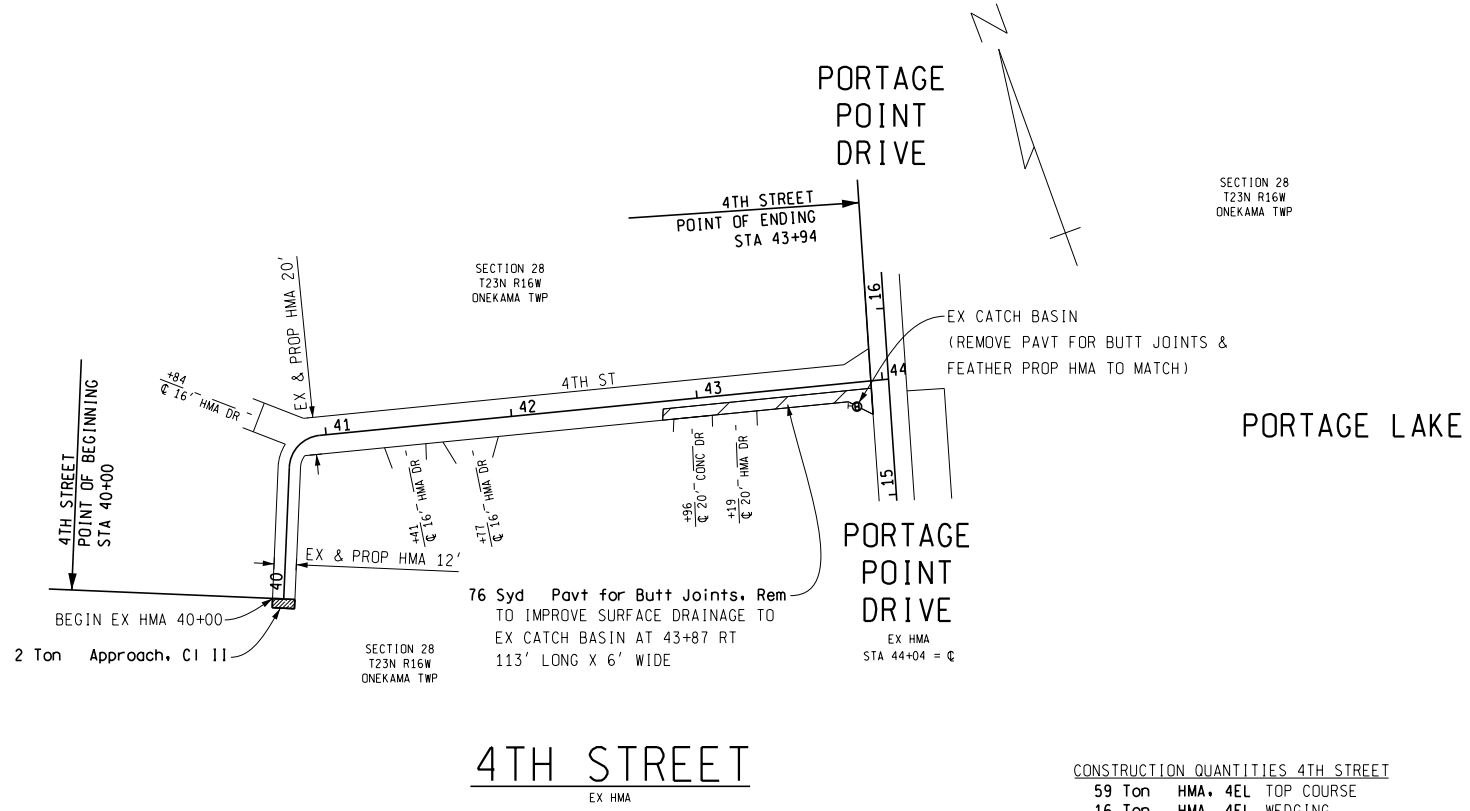 N
PORTAGE
POINT
DRIVE
SECTION 28
T23N R16W
ONEKAMA TWP
4TH STREET
POINT OF ENDING
STA 43+94
SECTION 28
T23N R16W
ONEKAMA TWP
EX & PROP HMA 20'
16
EX CATCH BASIN
(REMOVE PAVT FOR BUTT JOINTS &
FEATHER PROP HMA TO MATCH)
+84
℄ 16' HMA DR
4TH ST
41
42
43
44
4TH STREET
POINT OF BEGINNING
STA 40+00
PORTAGE LAKE
+41
℄ 16' HMA DR
+77
℄ 16' HMA DR
+96
℄ 20' CONC DR
+19
℄ 20' HMA DR
15
EX & PROP HMA 12'
40
PORTAGE
POINT
DRIVE
EX HMA
STA 44+04 = ℄
BEGIN EX HMA 40+00
2 Ton Approach, Cl II
76 Syd Pavt for Butt Joints, Rem
TO IMPROVE SURFACE DRAINAGE TO
EX CATCH BASIN AT 43+87 RT
113' LONG X 6' WIDE
SECTION 28
T23N R16W
ONEKAMA TWP
4TH STREET
EX HMA
CONSTRUCTION QUANTITIES 4TH STREET
59 Ton HMA, 4EL TOP COURSE
16 Ton HMA, 4EL WEDGING